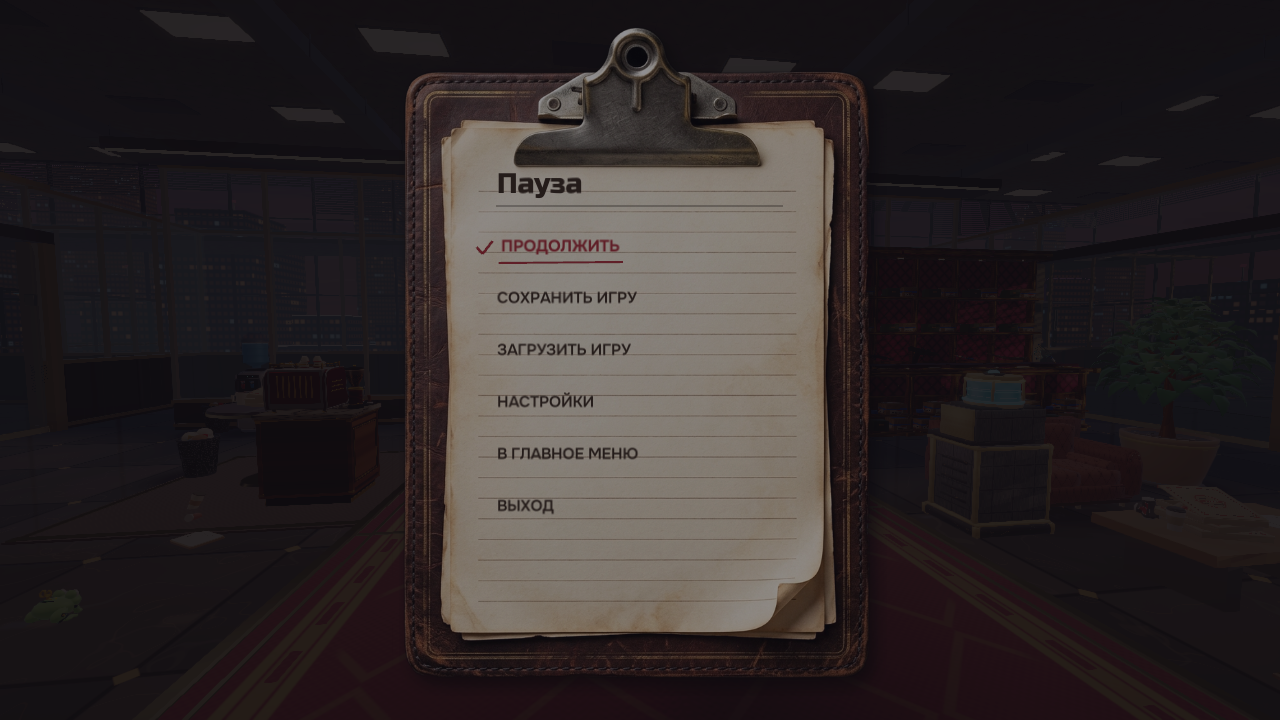 Пауза
ПРОДОЛЖИТЬ
СОХРАНИТЬ ИГРУ
ЗАГРУЗИТЬ ИГРУ
НАСТРОЙКИ
В ГЛАВНОЕ МЕНЮ
ВЫХОД